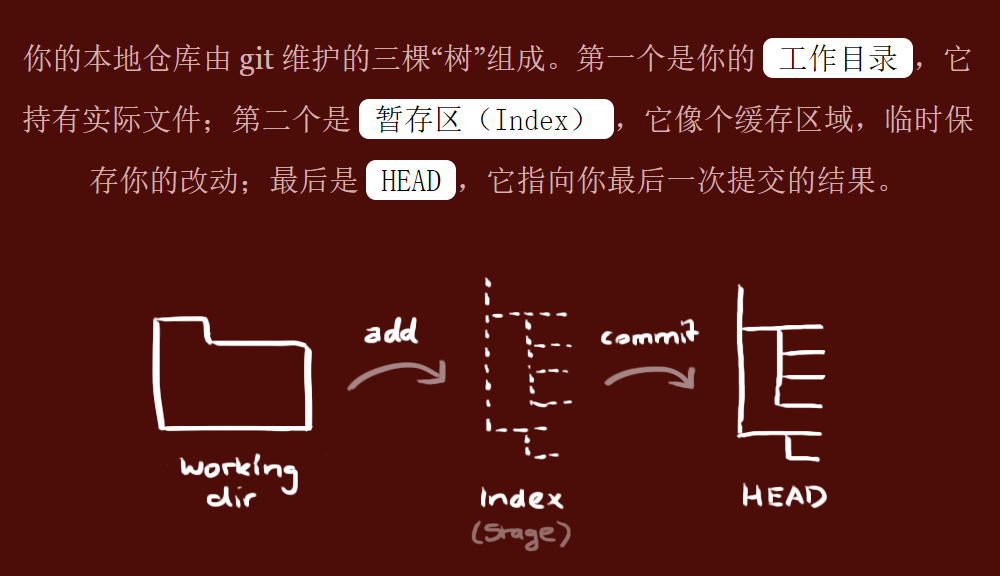 你的本地仓库由 git 维护的三棵“树”组成。第一个是你的 工作目录，它
持有实际文件；第二个是 暂存区（Index），它像个缓存区域，临时保
存你的改动；最后是 HEAD，它指向你最后一次提交的结果。
add
commit
working
dir
Index
(Stage)
HEAD